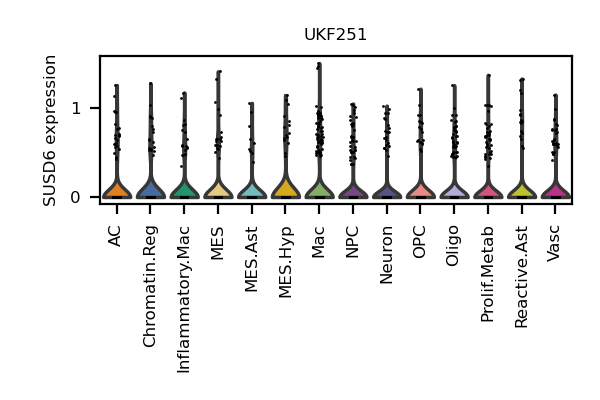 UKF251
SUSD6 expression
1
0
AC
Chromatin.Reg
Inflammatory.Mac
MES
MES.Ast
MES.Hyp
Mac
NPC
Neuron
OPC
Oligo
Prolif.Metab
Reactive.Ast
Vasc